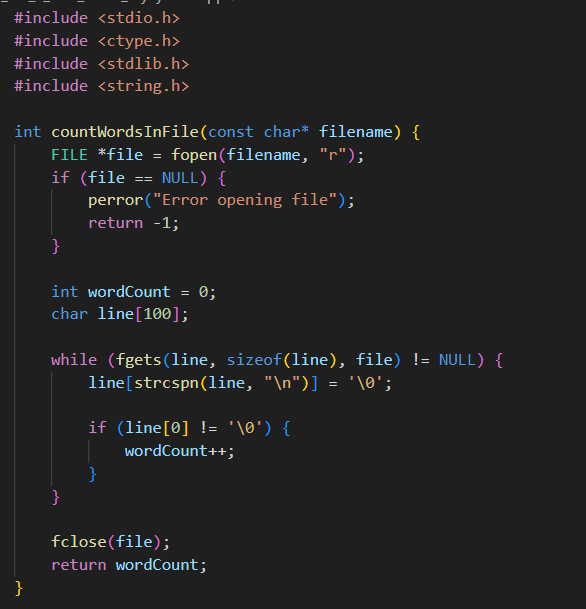 #include <stdio.h>
#include <ctype.h>
#include <stdlib.h>
#include <string.h>

int countWordsInFile(const char* filename) {
    FILE *file = fopen(filename, "r");
    if (file == NULL) {
        perror("Error opening file");
        return -1;
    }

    int wordCount = 0;
    char line[100];

    while (fgets(line, sizeof(line), file) != NULL) {
        line[strcspn(line, "\n")] = '\0';

        if (line[0] != '\0') {
            wordCount++;
        }
    }

    fclose(file);
    return wordCount;
}